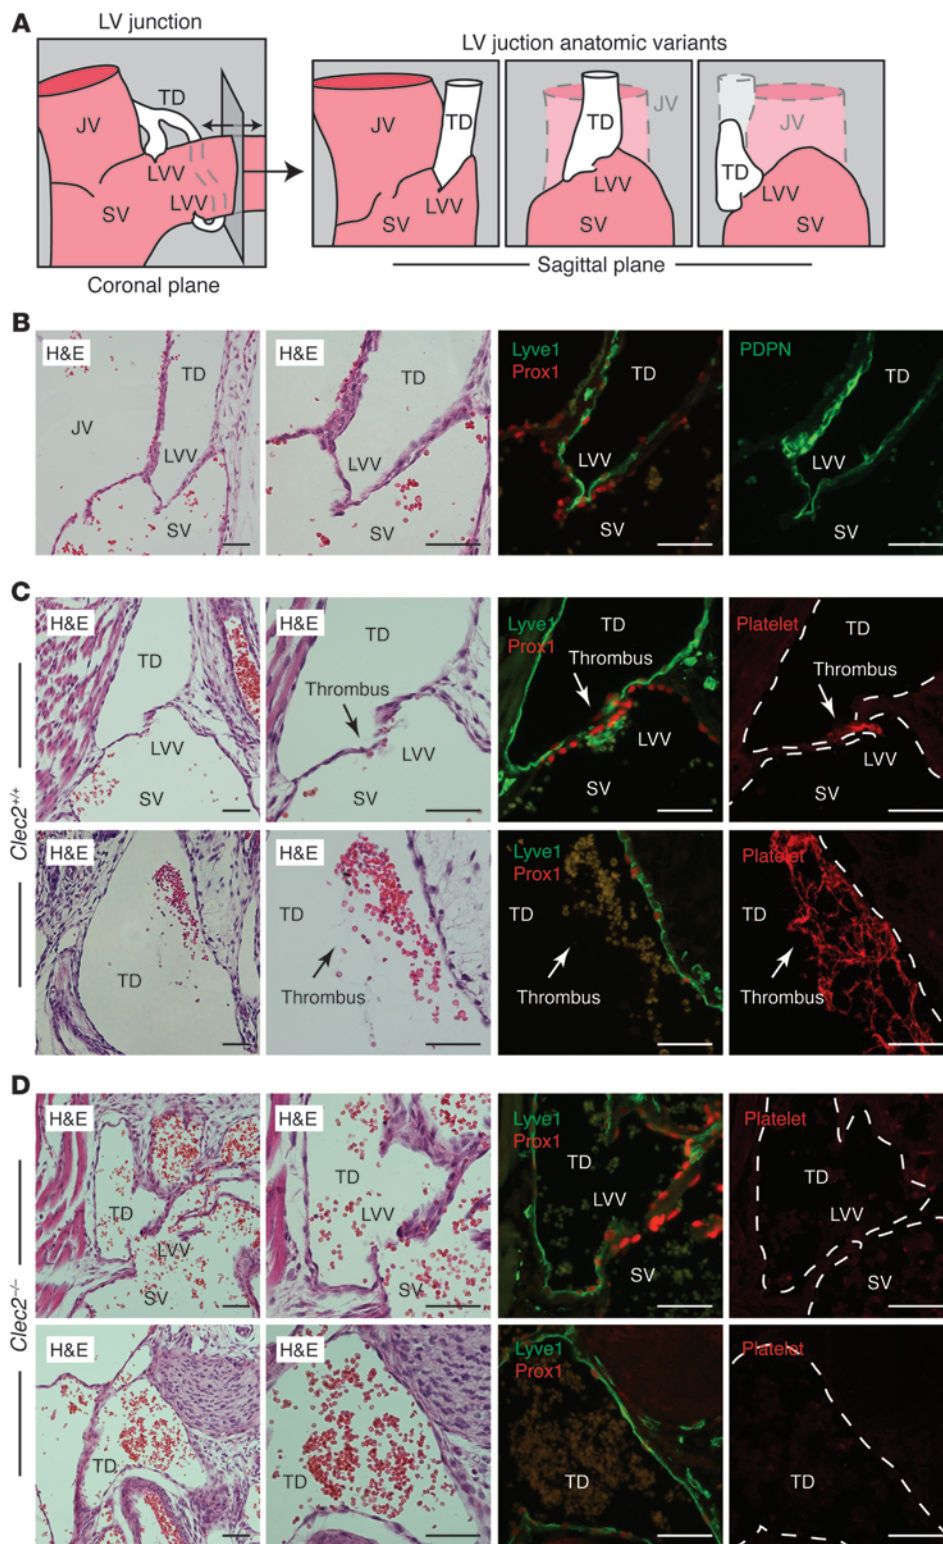 A
LV junction
TD
JV
LVV
SV
LVV
Coronal plane
LV juction anatomic variants
JV
TD
LVV
SV
JV
TD
LVV
SV
JV
TD
LVV
SV
Sagittal plane
B
H&E
TD
JV
LVV
SV
H&E
TD
LVV
SV
Lyve1
Prox1
TD
LVV
SV
PDPN
TD
LVV
SV
C
Clec2+/+
H&E
TD
LVV
SV
H&E
TD
Thrombus
LVV
SV
Lyve1
Prox1
TD
Thrombus
LVV
SV
Platelet
TD
Thrombus
LVV
SV
H&E
TD
H&E
TD
Thrombus
Lyve1
Prox1
TD
Thrombus
Platelet
TD
Thrombus
D
Clec2–/–
H&E
TD
LVV
SV
H&E
TD
LVV
SV
Lyve1
Prox1
TD
LVV
SV
Platelet
TD
LVV
SV
H&E
TD
H&E
TD
Lyve1
Prox1
TD
Platelet
TD